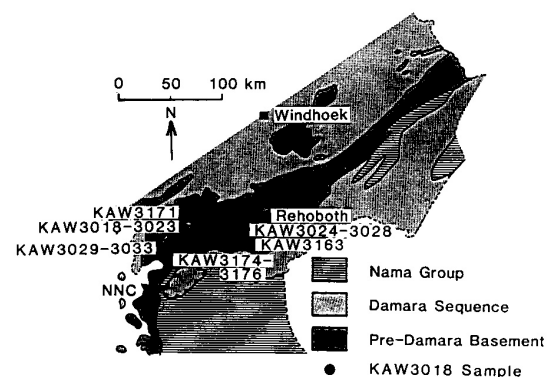 0 50 100 km
N
Windhoek
KAW3171
Rehoboth
KAW3018-3023
KAW3024-3028
KAW3029-3033
KAW3163
KAW3174-
3176
NNC
Nama Group
Damara Sequence
Pre-Damara Basement
KAW3018 Sample